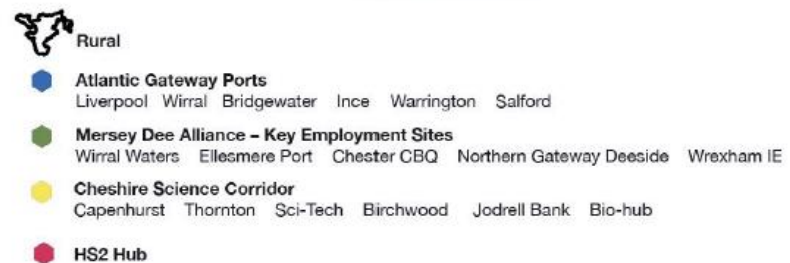 Rural
Atlantic Gateway Ports
Liverpool Wirral Bridgewater Ince Warrington Salford
Mersey Dee Alliance – Key Employment Sites
Wirral Waters Ellesmere Port Chester CBQ Northern Gateway Deeside Wrexham IE
Cheshire Science Corridor
Capenhurst Thornton Sci-Tech Birchwood Jodrell Bank Bio-hub
HS2 Hub